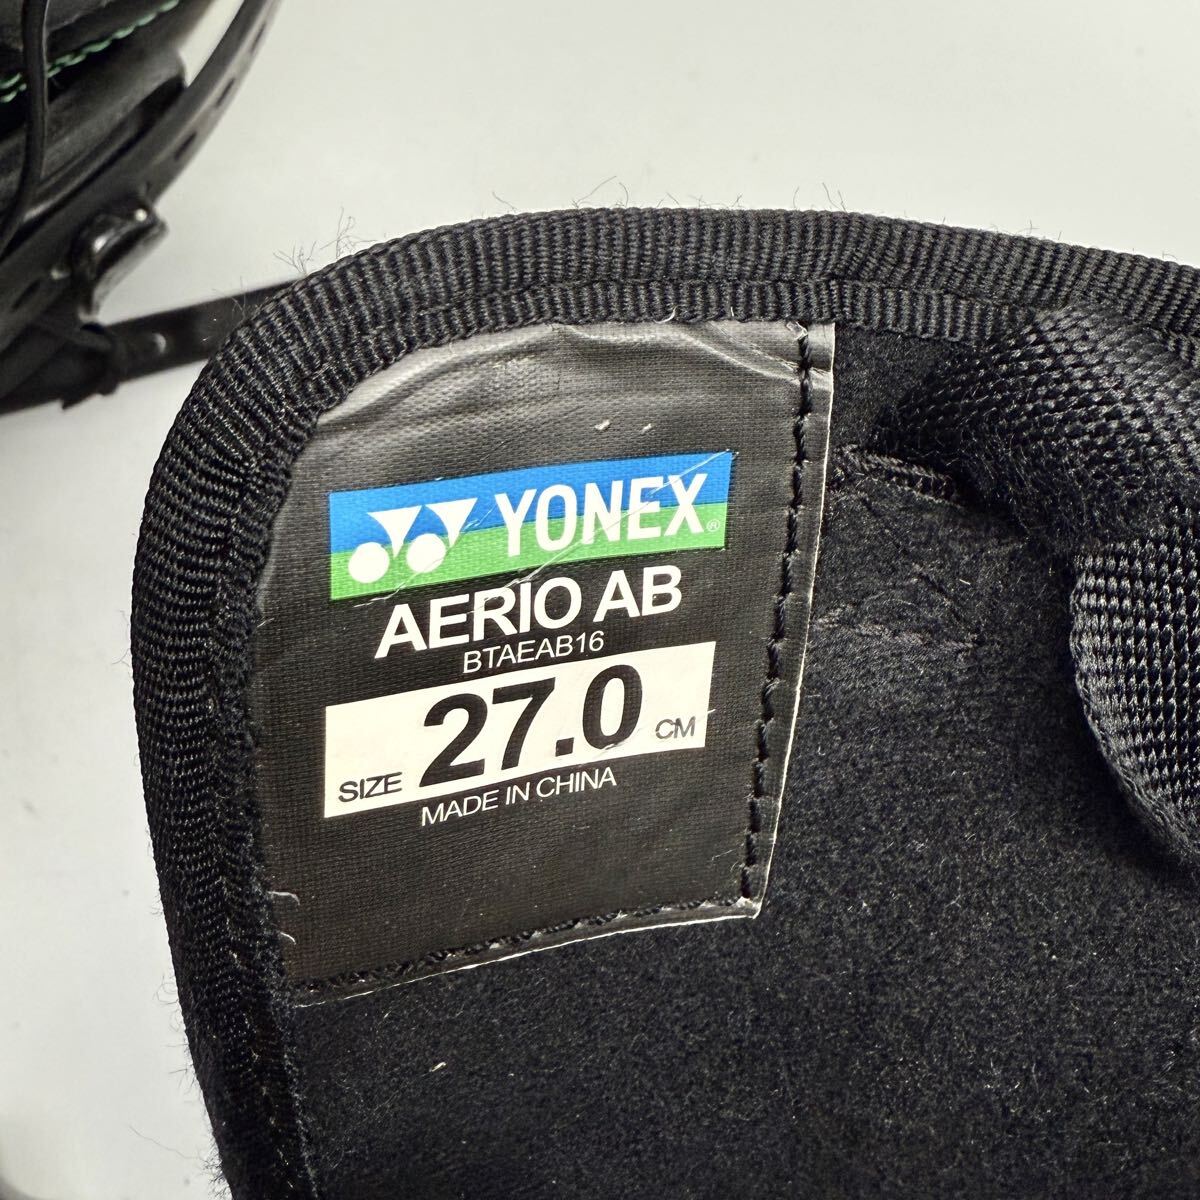 YONEX®
AERIO AB
BTAEAB16
SIZE 27.0 CM
MADE IN CHINA